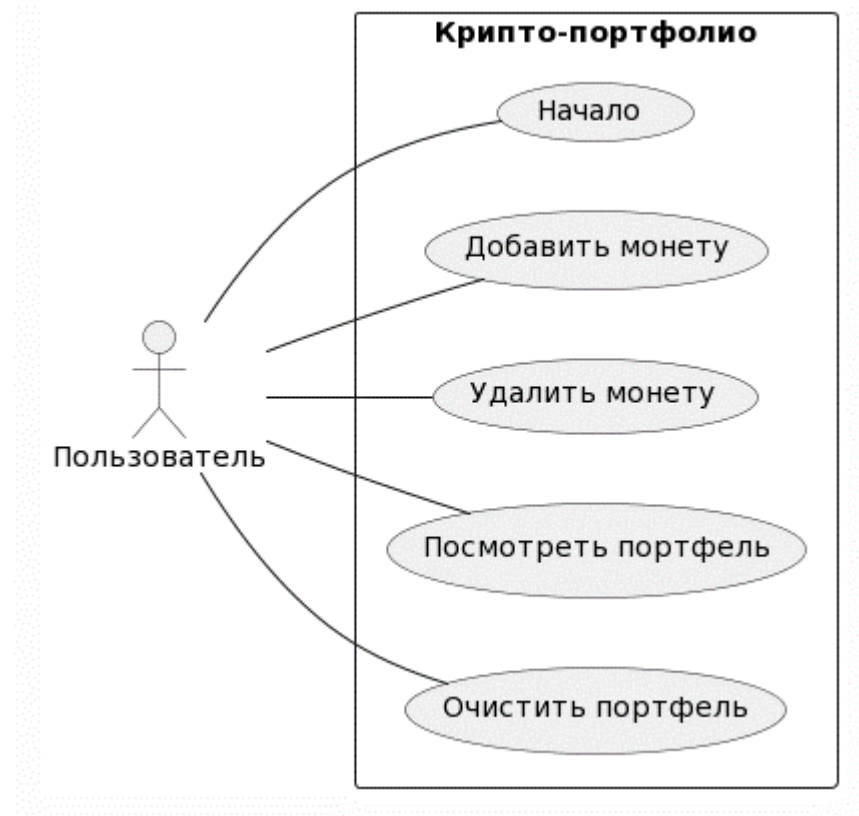 Крипто-портфолио
Начало
Добавить монету
Удалить монету
Пользователь
Посмотреть портфель
Очистить портфель